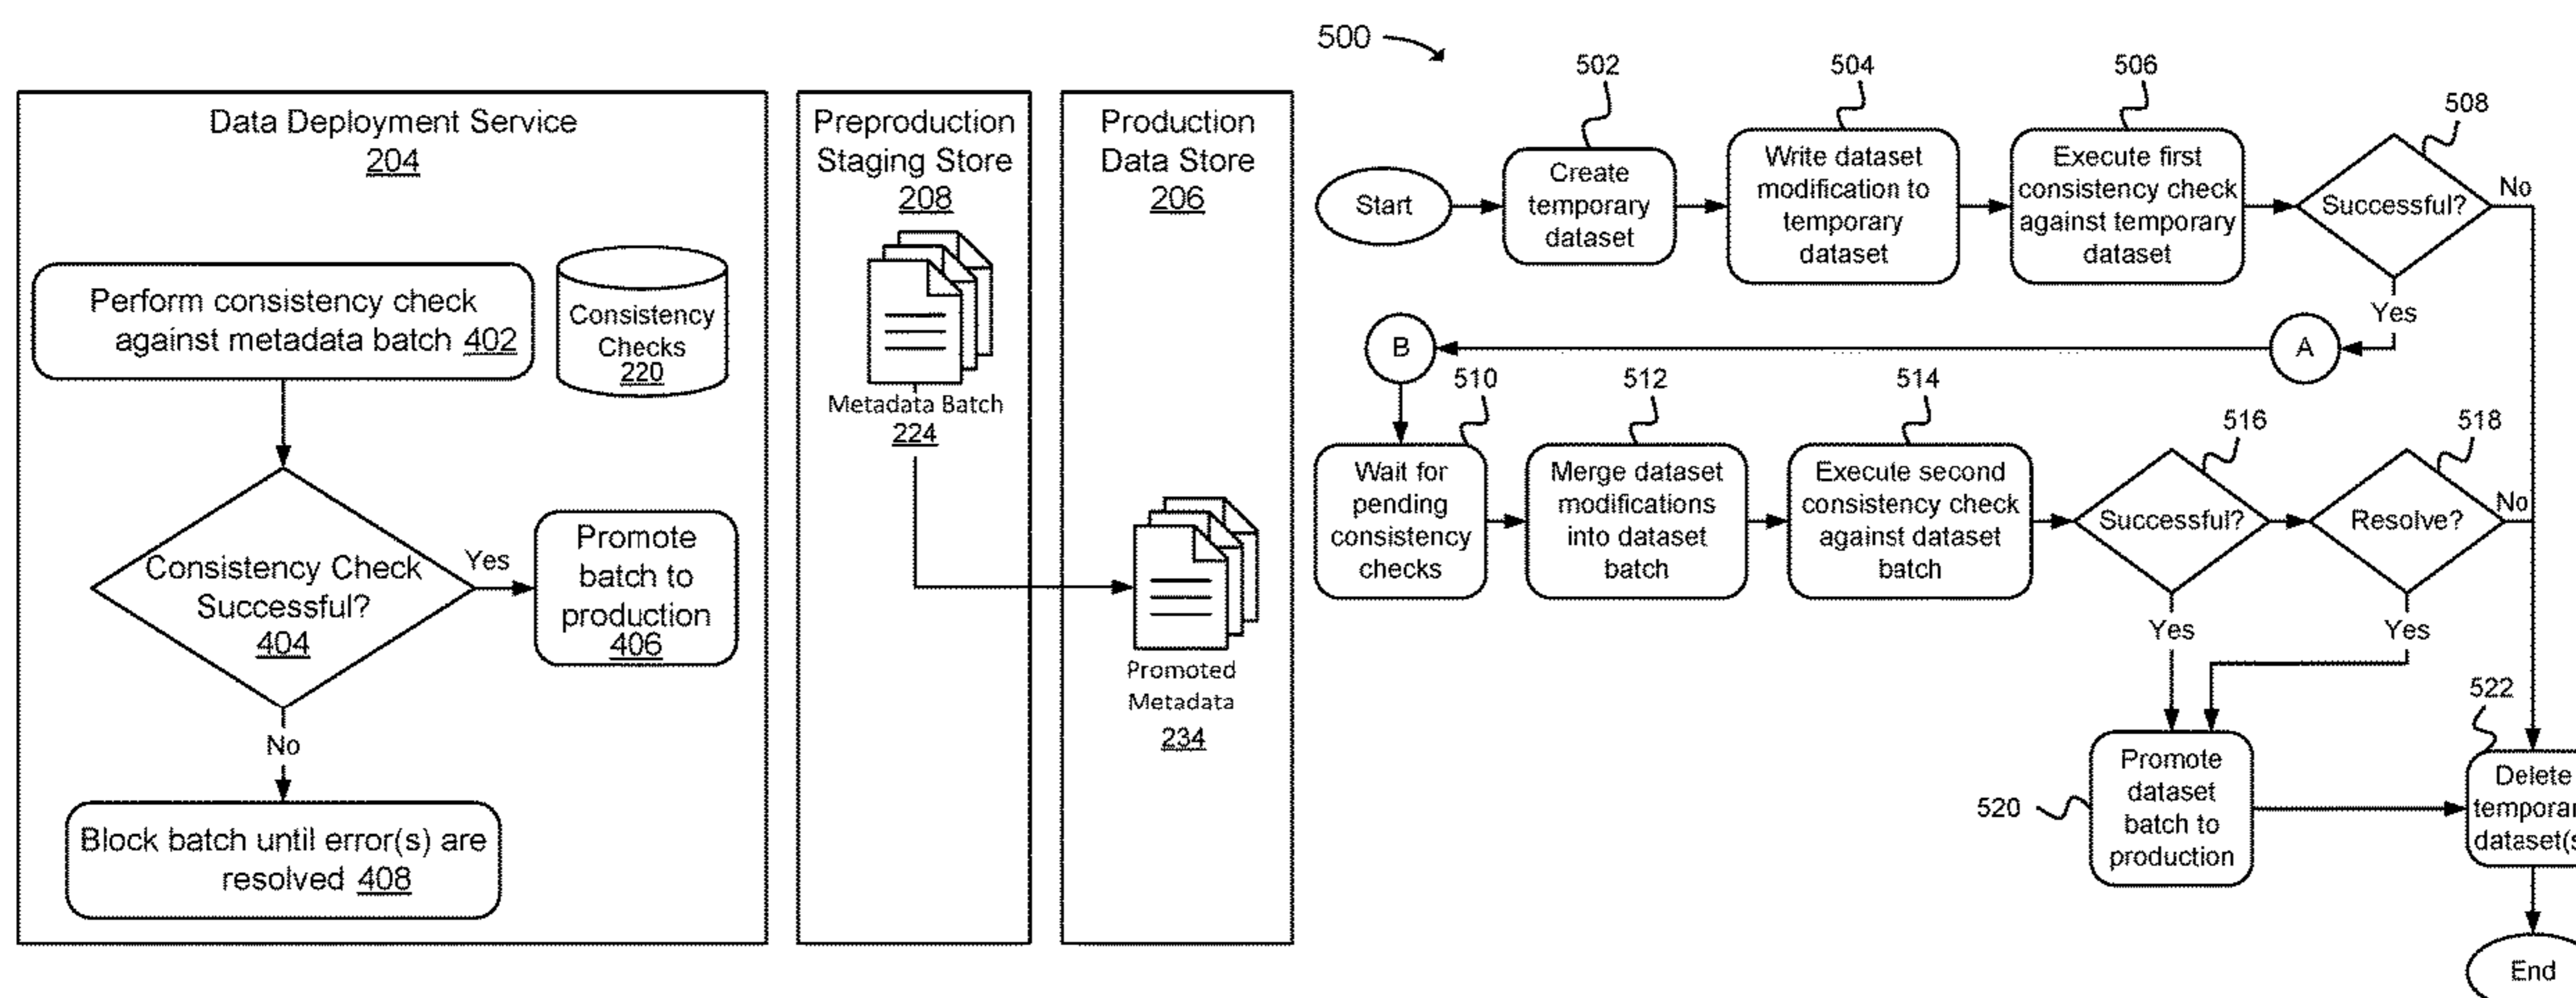 Data Deployment Service
204
Perform consistency check
against metadata batch 402
Consistency
Checks
220
Consistency Check
Successful?
404
Yes
Promote
batch to
production
406
No
Block batch until error(s) are
resolved 408
Preproduction
Staging Store
208
Metadata Batch
224
Production
Data Store
206
Promoted
Metadata
234
500
Start
502
Create
temporary
dataset
504
Write dataset
modification to
temporary
dataset
506
Execute first
consistency check
against temporary
dataset
508
Successful?
No
Yes
A
B
510
Wait for
pending
consistency
checks
512
Merge dataset
modifications
into dataset
batch
514
Execute second
consistency check
against dataset
batch
516
Successful?
Yes
518
Resolve?
No
Yes
520
Promote
dataset
batch to
production
522
Delete
temporar
dataset(s
End